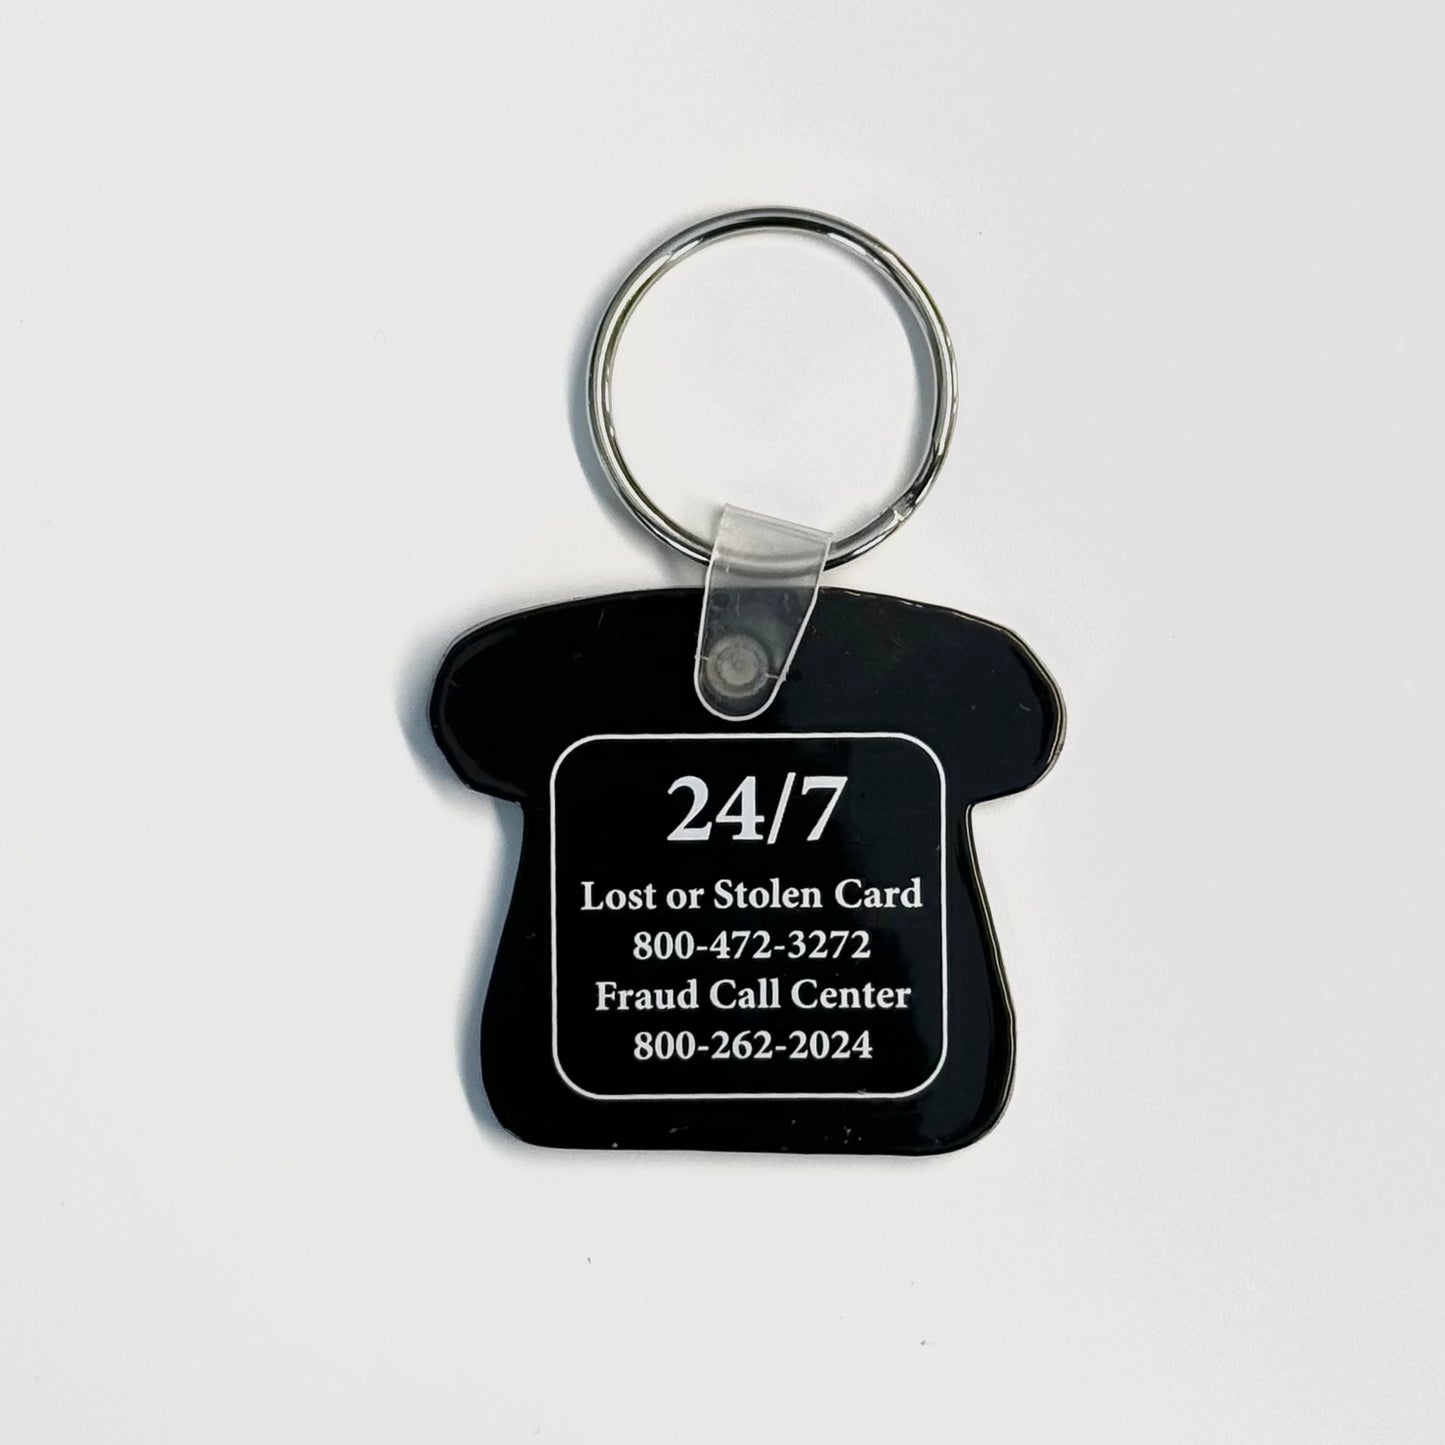 24/7
Lost or Stolen Card
800-472-3272
Fraud Call Center
800-262-2024